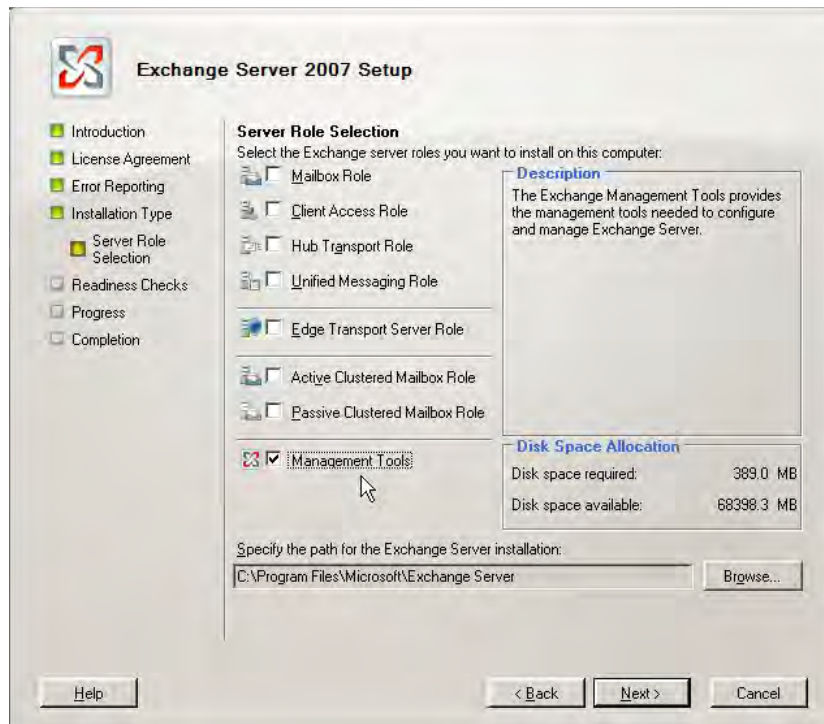 Exchange Server 2007 Setup
Introduction
License Agreement
Error Reporting
Installation Type
Server Role
Selection
Readiness Checks
Progress
Completion
Server Role Selection
Select the Exchange server roles you want to install on this computer:
Mailbox Role
Client Access Role
Hub Transport Role
Unified Messaging Role
Edge Transport Server Role
Active Clustered Mailbox Role
Passive Clustered Mailbox Role
Management Tools
Description
The Exchange Management Tools provides
the management tools needed to configure
and manage Exchange Server.
Disk Space Allocation
Disk space required: 389.0 MB
Disk space available: 68398.3 MB
Specify the path for the Exchange Server installation:
C:\Program Files\Microsoft\Exchange Server
Browse...
Help
< Back
Next >
Cancel